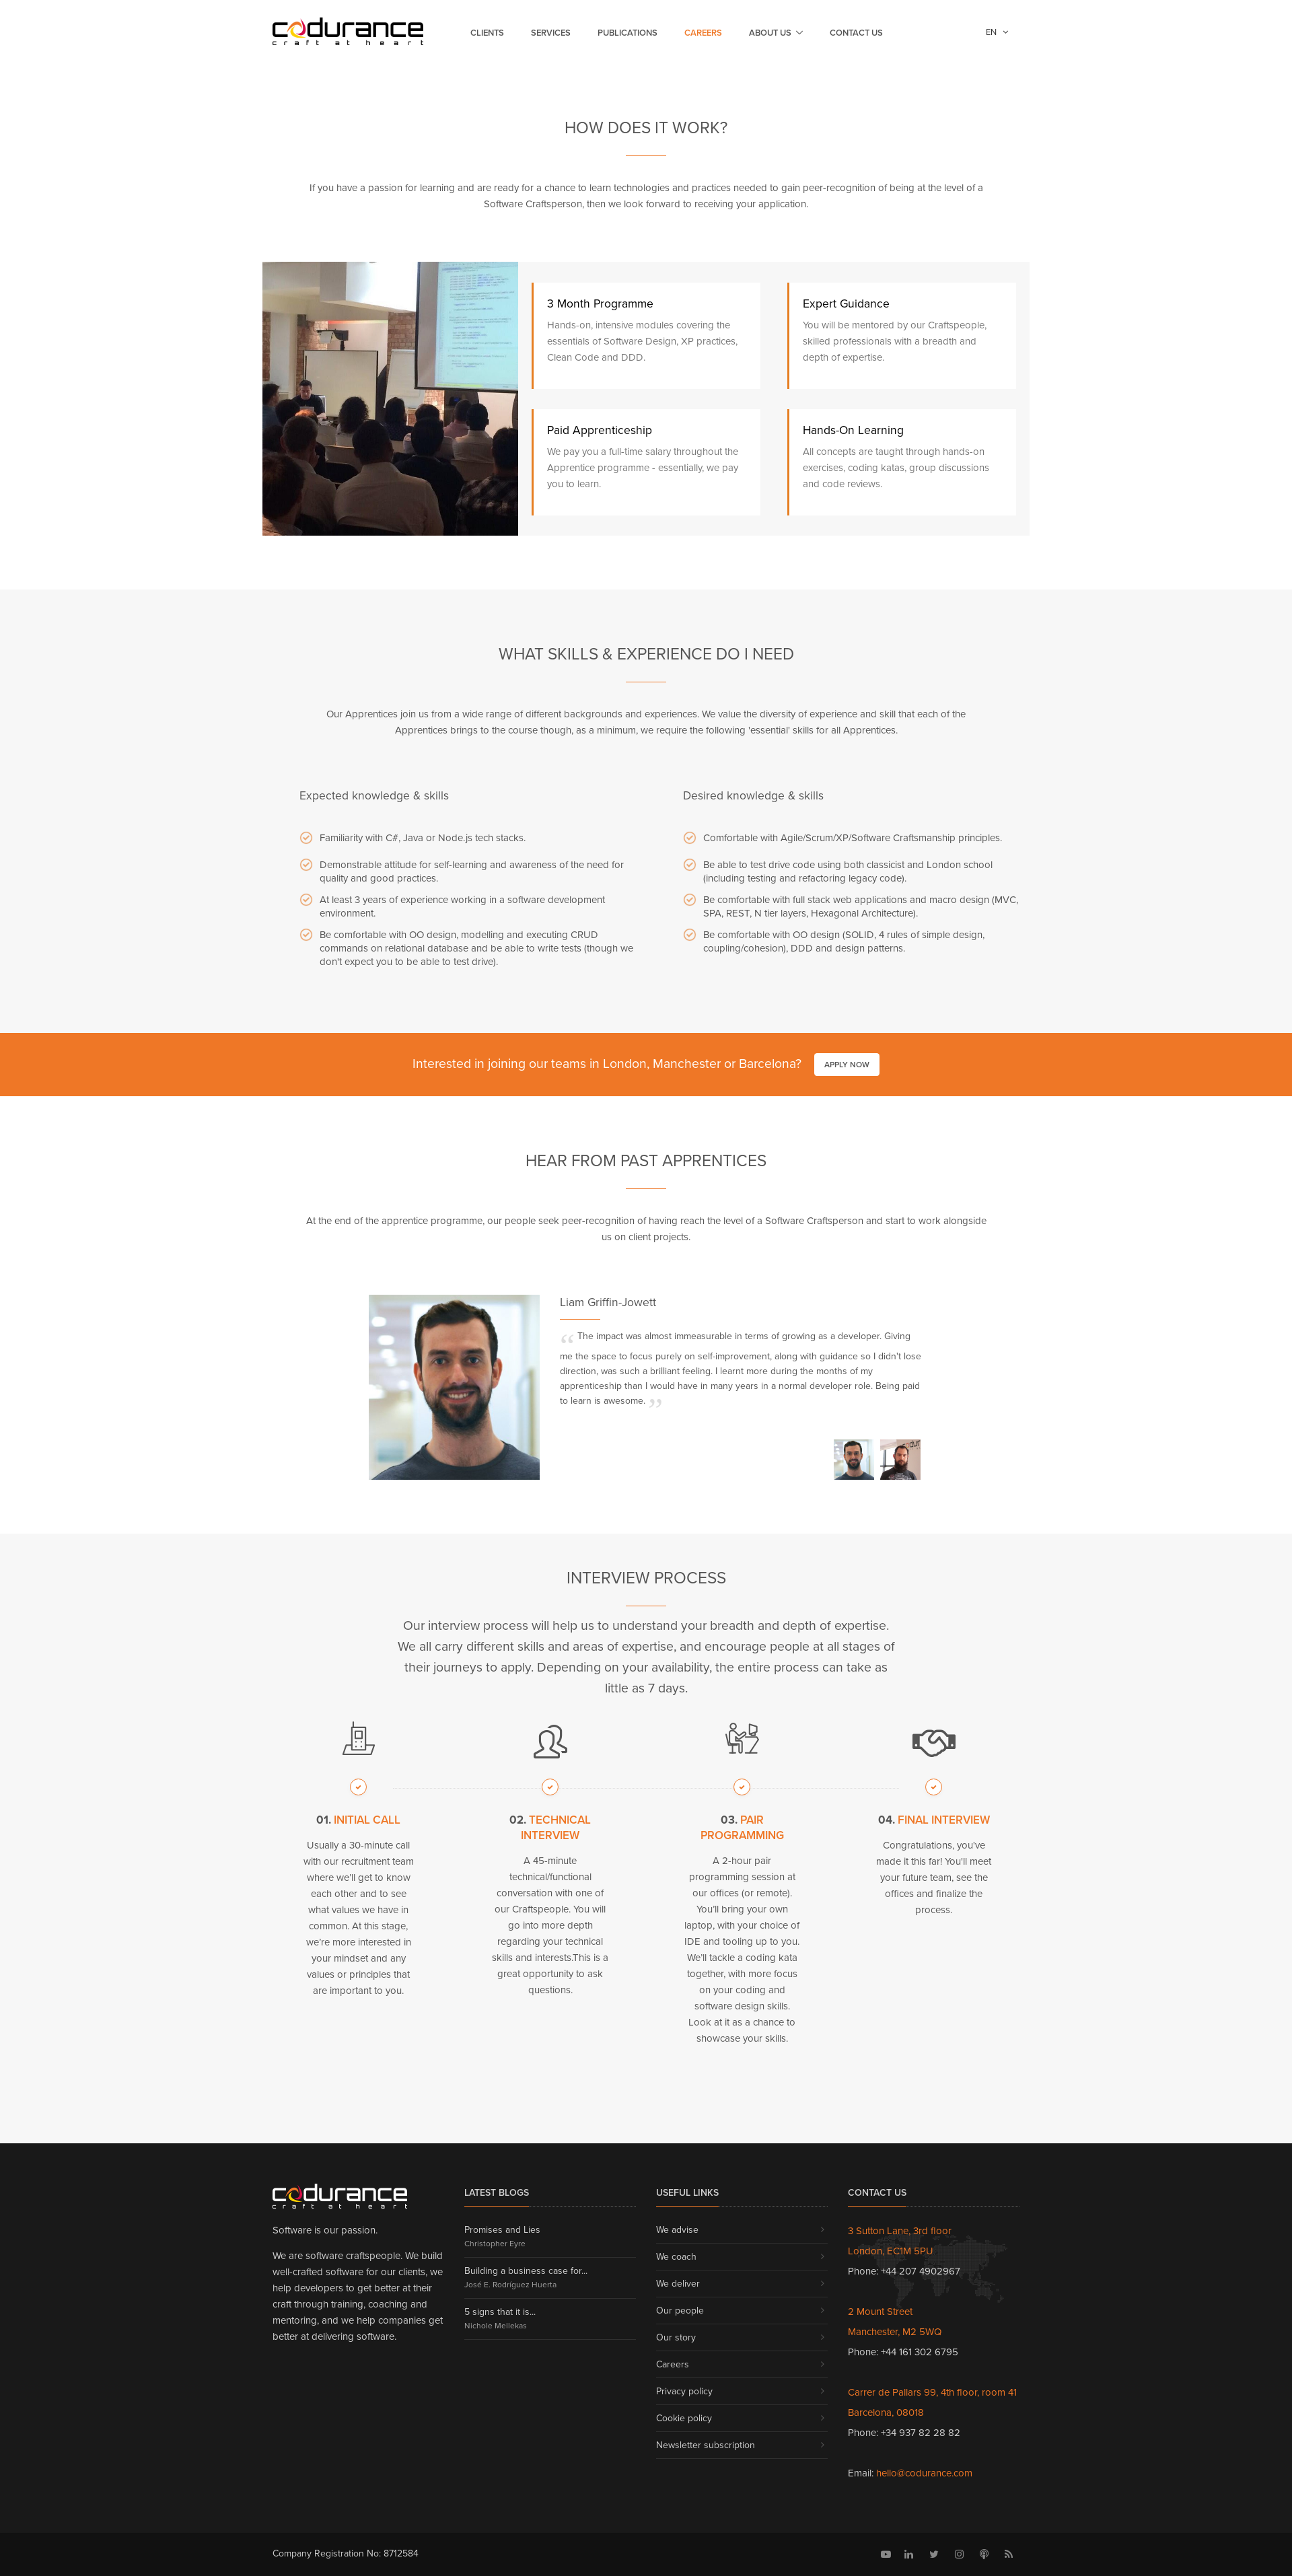 codurance
craft at heart
CLIENTS
SERVICES
PUBLICATIONS
CAREERS
ABOUT US
CONTACT US
EN
HOW DOES IT WORK?
If you have a passion for learning and are ready for a chance to learn technologies and practices needed to gain peer-recognition of being at the level of a
Software Craftsperson, then we look forward to receiving your application.
3 Month Programme
Hands-on, intensive modules covering the
essentials of Software Design, XP practices,
Clean Code and DDD.
Expert Guidance
You will be mentored by our Craftspeople,
skilled professionals with a breadth and
depth of expertise.
Paid Apprenticeship
We pay you a full-time salary throughout the
Apprentice programme - essentially, we pay
you to learn.
Hands-On Learning
All concepts are taught through hands-on
exercises, coding katas, group discussions
and code reviews.
WHAT SKILLS & EXPERIENCE DO I NEED
Our Apprentices join us from a wide range of different backgrounds and experiences. We value the diversity of experience and skill that each of the
Apprentices brings to the course though, as a minimum, we require the following 'essential' skills for all Apprentices.
Expected knowledge & skills
Familiarity with C#, Java or Node.js tech stacks.
Demonstrable attitude for self-learning and awareness of the need for
quality and good practices.
At least 3 years of experience working in a software development
environment.
Be comfortable with OO design, modelling and executing CRUD
commands on relational database and be able to write tests (though we
don't expect you to be able to test drive).
Desired knowledge & skills
Comfortable with Agile/Scrum/XP/Software Craftsmanship principles.
Be able to test drive code using both classicist and London school
(including testing and refactoring legacy code).
Be comfortable with full stack web applications and macro design (MVC,
SPA, REST, N tier layers, Hexagonal Architecture).
Be comfortable with OO design (SOLID, 4 rules of simple design,
coupling/cohesion), DDD and design patterns.
Interested in joining our teams in London, Manchester or Barcelona?
APPLY NOW
HEAR FROM PAST APPRENTICES
At the end of the apprentice programme, our people seek peer-recognition of having reach the level of a Software Craftsperson and start to work alongside
us on client projects.
Liam Griffin-Jowett
“ The impact was almost immeasurable in terms of growing as a developer. Giving
me the space to focus purely on self-improvement, along with guidance so I didn't lose
direction, was such a brilliant feeling. I learnt more during the months of my
apprenticeship than I would have in many years in a normal developer role. Being paid
to learn is awesome. ”
INTERVIEW PROCESS
Our interview process will help us to understand your breadth and depth of expertise.
We all carry different skills and areas of expertise, and encourage people at all stages of
their journeys to apply. Depending on your availability, the entire process can take as
little as 7 days.
01. INITIAL CALL
Usually a 30-minute call
with our recruitment team
where we'll get to know
each other and to see
what values we have in
common. At this stage,
we're more interested in
your mindset and any
values or principles that
are important to you.
02. TECHNICAL
INTERVIEW
A 45-minute
technical/functional
conversation with one of
our Craftspeople. You will
go into more depth
regarding your technical
skills and interests.This is a
great opportunity to ask
questions.
03. PAIR
PROGRAMMING
A 2-hour pair
programming session at
our offices (or remote).
You'll bring your own
laptop, with your choice of
IDE and tooling up to you.
We'll tackle a coding kata
together, with more focus
on your coding and
software design skills.
Look at it as a chance to
showcase your skills.
04. FINAL INTERVIEW
Congratulations, you've
made it this far! You'll meet
your future team, see the
offices and finalize the
process.
codurance
craft at heart
Software is our passion.
We are software craftspeople. We build
well-crafted software for our clients, we
help developers to get better at their
craft through training, coaching and
mentoring, and we help companies get
better at delivering software.
LATEST BLOGS
Promises and Lies
Christopher Eyre
Building a business case for...
José E. Rodríguez Huerta
5 signs that it is...
Nichole Mellekas
USEFUL LINKS
We advise
We coach
We deliver
Our people
Our story
Careers
Privacy policy
Cookie policy
Newsletter subscription
CONTACT US
3 Sutton Lane, 3rd floor
London, EC1M 5PU
Phone: +44 207 4902967
2 Mount Street
Manchester, M2 5WQ
Phone: +44 161 302 6795
Carrer de Pallars 99, 4th floor, room 41
Barcelona, 08018
Phone: +34 937 82 28 82
Email: hello@codurance.com
Company Registration No: 8712584